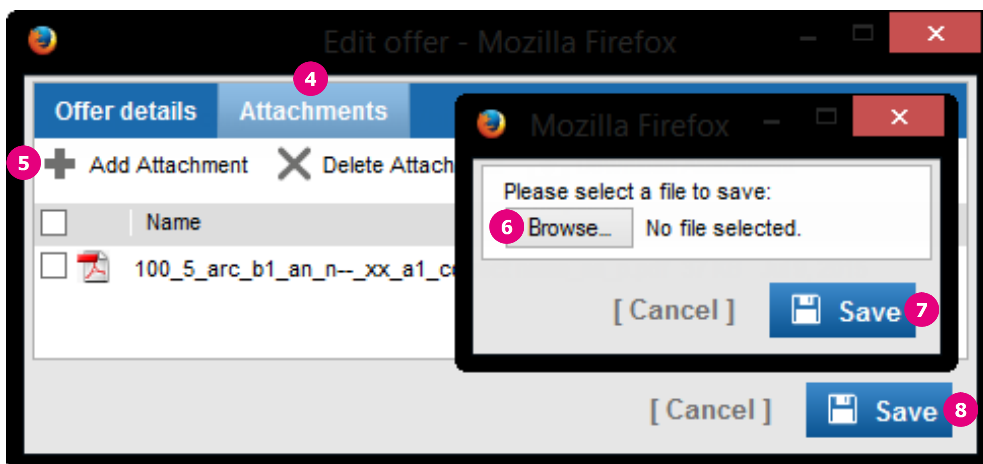 Edit offer - Mozilla Firefox
4
Offer details Attachments
5 Add Attachment Delete Attach
Name
100_5_arc_b1_an_n--_xx_a1_c
Mozilla Firefox
Please select a file to save:
6 Browse... No file selected.
[ Cancel ] Save 7
[ Cancel ] Save 8